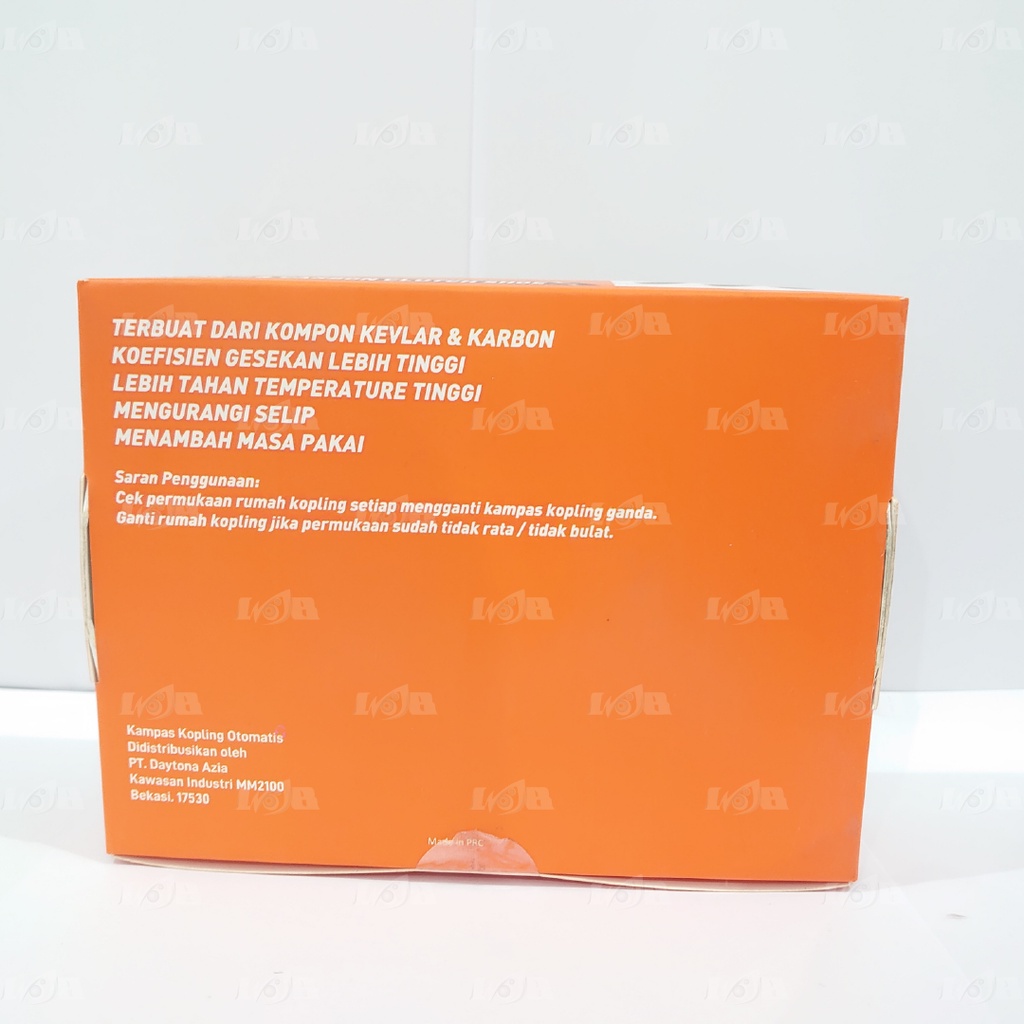 TERBUAT DARI KOMPON KEVLAR & KARBON
KOEFISIEN GESEKAN LEBIH TINGGI
LEBIH TAHAN TEMPERATURE TINGGI
MENGURANGI SELIP
MENAMBAH MASA PAKAI
Saran Penggunaan:
Cek permukaan rumah kopling setiap mengganti kampas kopling ganda.
Ganti rumah kopling jika permukaan sudah tidak rata / tidak bulat.
Kampas Kopling Otomatis
Didistribusikan oleh
PT. Daytona Azia
Kawasan Industri MM2100
Bekasi. 17530
Made in PRC